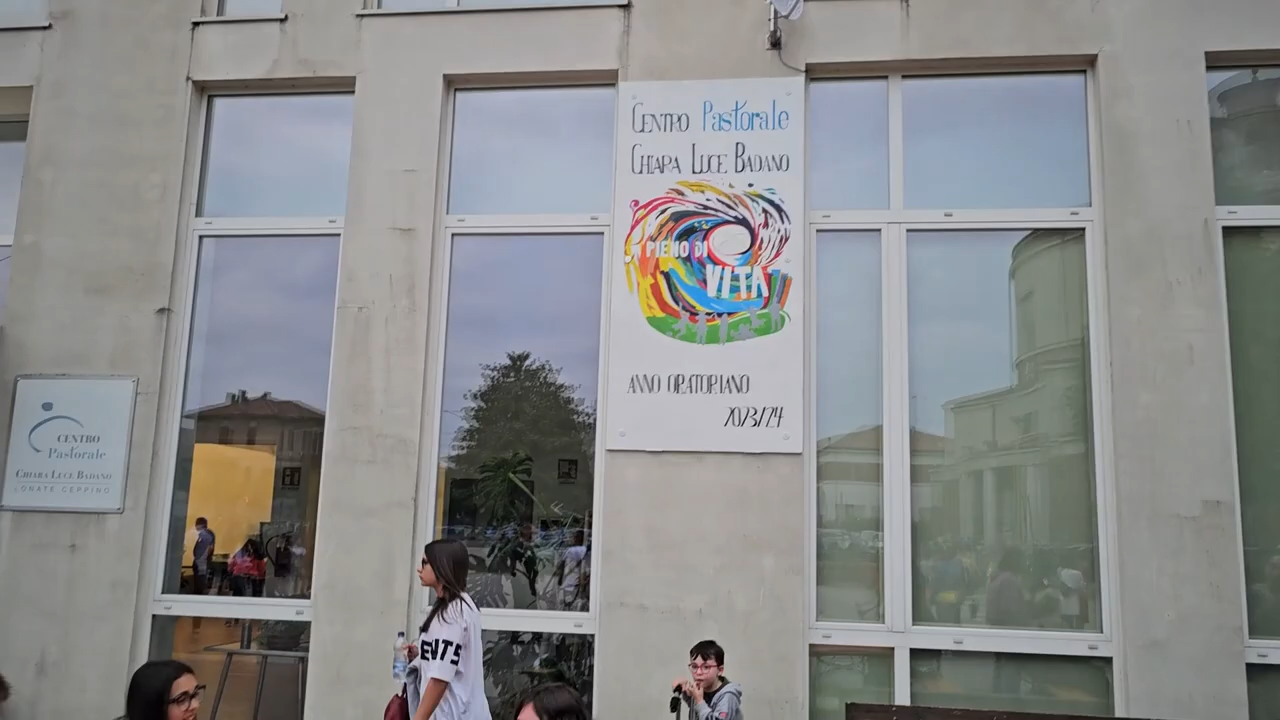 CENTRO Pastorale
CHIARA LUCE BADANO
PIENO DI
VITA
ANNO ORATORIANO
2023/24
CENTRO
Pastorale
CHIARA LUCE BADANO
LONATE CEPPINO
ENTS